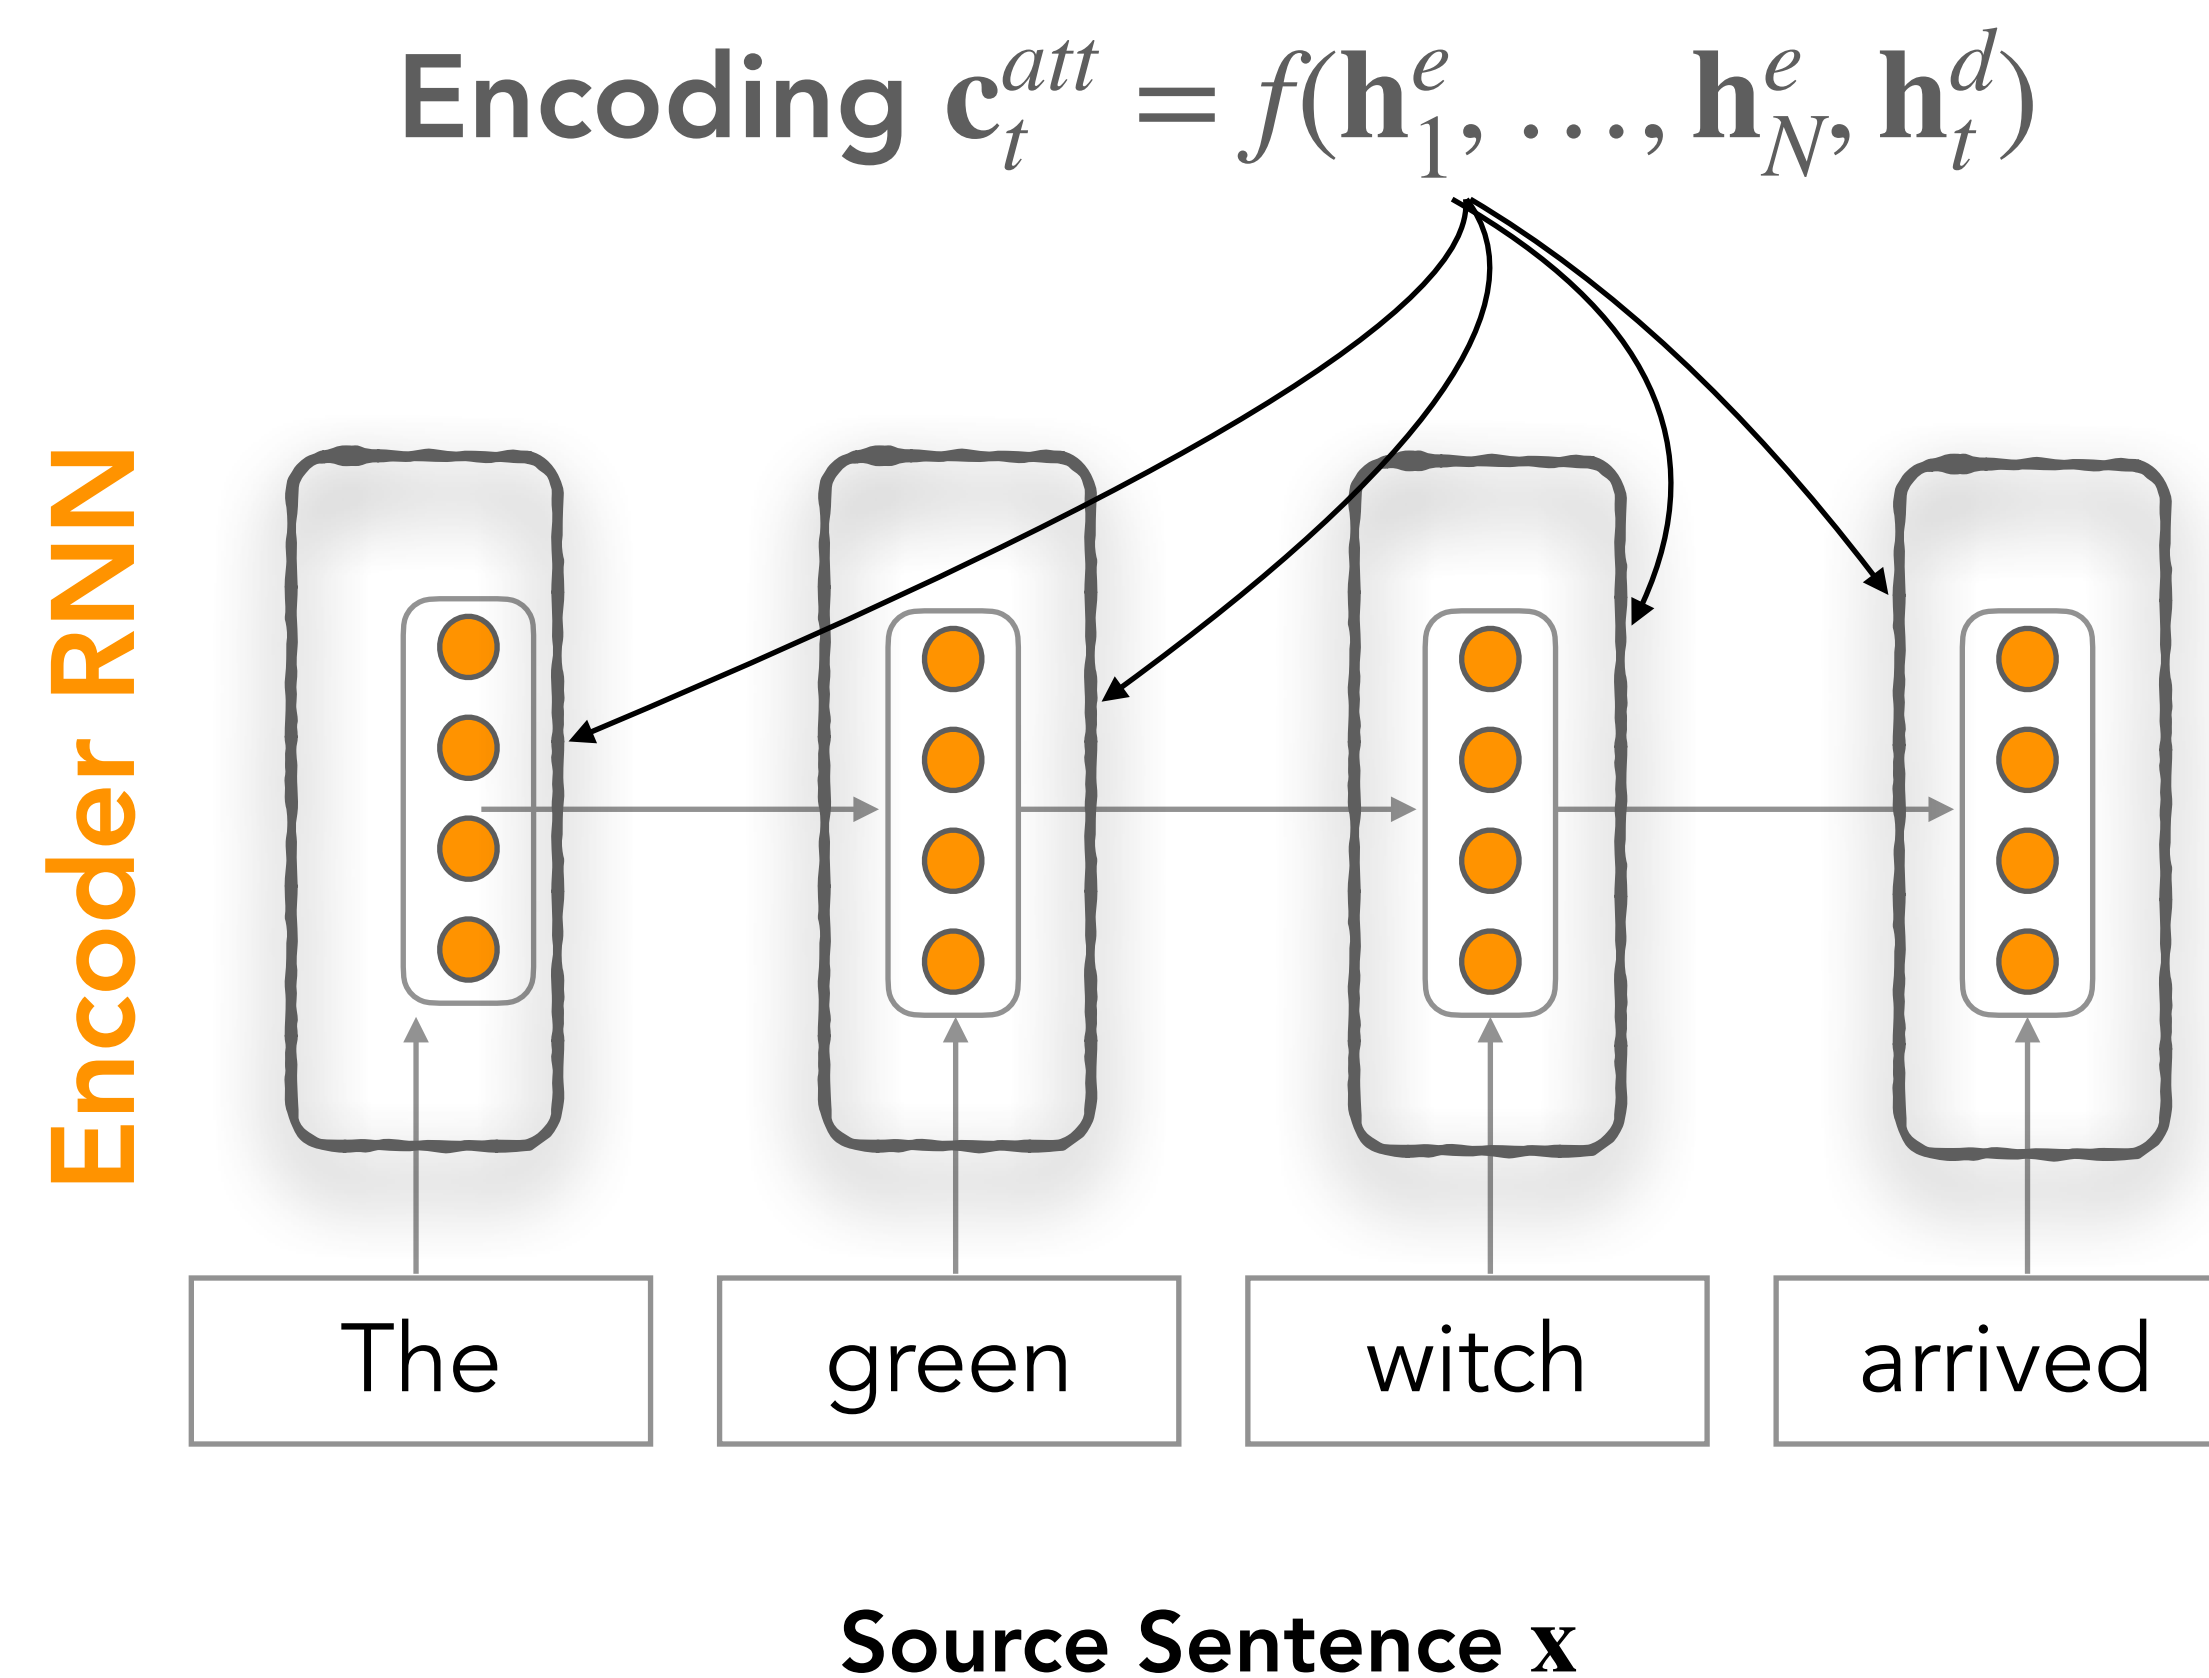 Encoding c_t^{att} = f(h_1^e, ..., h_N^e, h_t^d)
Encoder RNN
The
green
witch
arrived
Source Sentence x